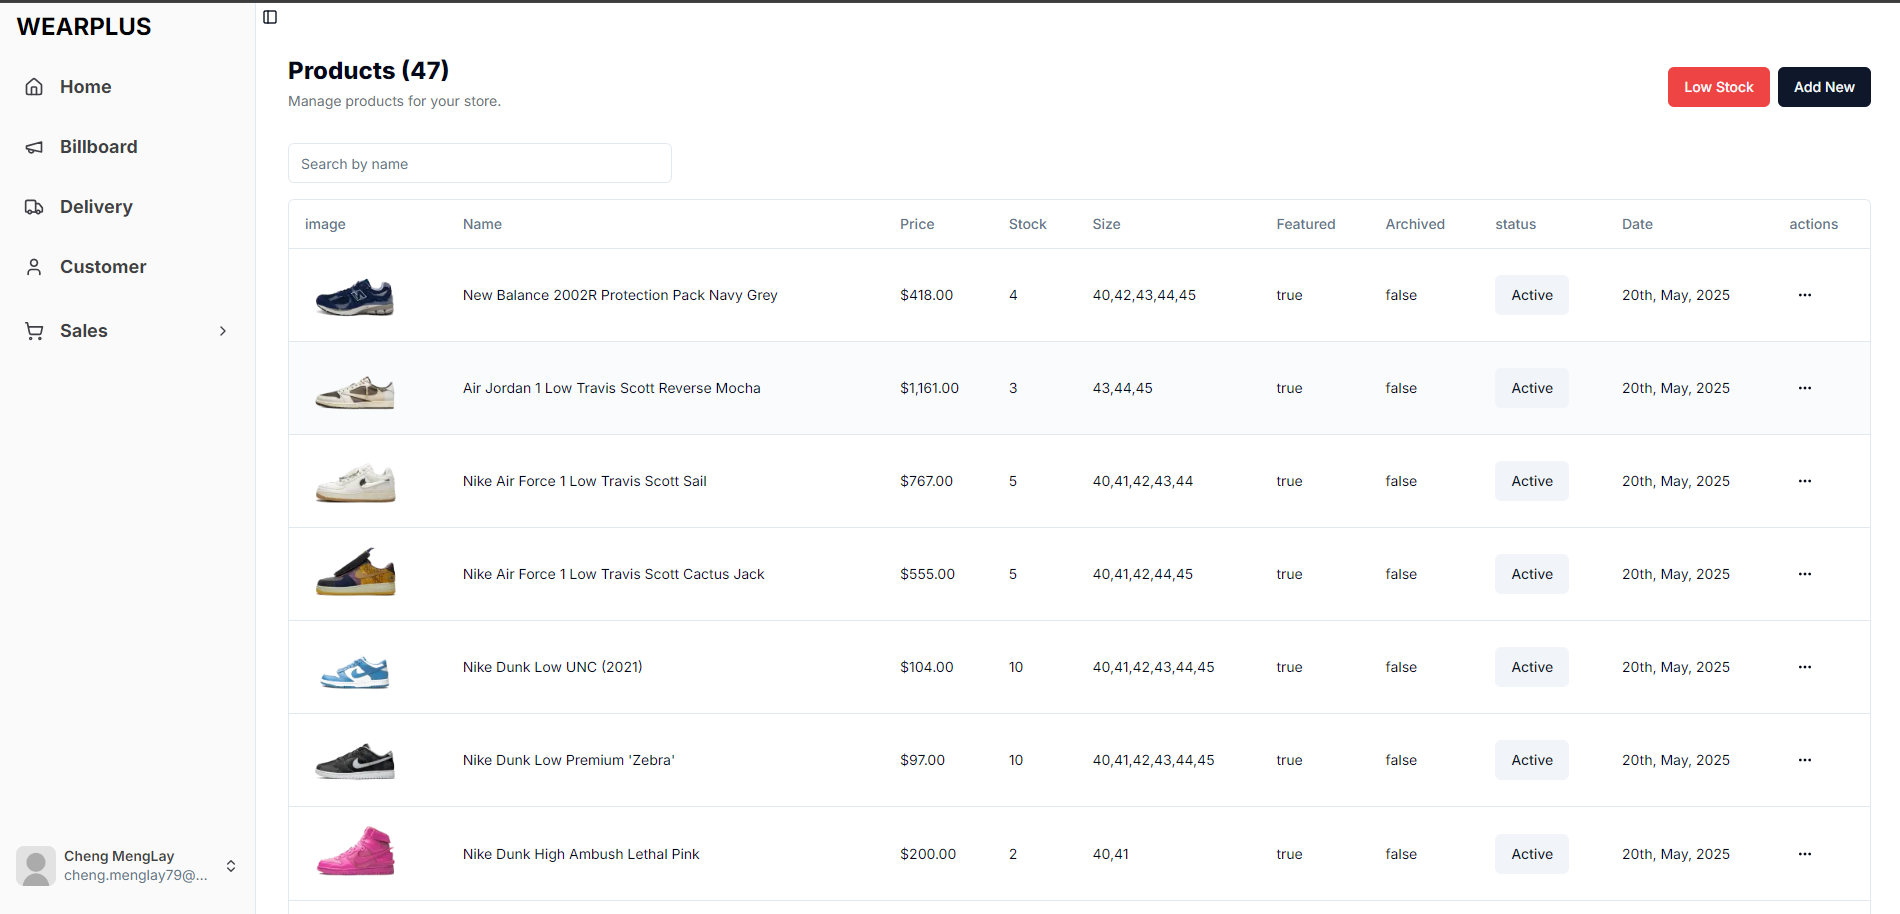 WEARPLUS
Home
Billboard
Delivery
Customer
Sales
Cheng MengLay
cheng.menglay79@...
Products (47)
Manage products for your store.
Low Stock
Add New
Search by name
image Name Price Stock Size Featured Archived status Date actions
New Balance 2002R Protection Pack Navy Grey $418.00 4 40,42,43,44,45 true false Active 20th, May, 2025 ...
Air Jordan 1 Low Travis Scott Reverse Mocha $1,161.00 3 43,44,45 true false Active 20th, May, 2025 ...
Nike Air Force 1 Low Travis Scott Sail $767.00 5 40,41,42,43,44 true false Active 20th, May, 2025 ...
Nike Air Force 1 Low Travis Scott Cactus Jack $555.00 5 40,41,42,44,45 true false Active 20th, May, 2025 ...
Nike Dunk Low UNC (2021) $104.00 10 40,41,42,43,44,45 true false Active 20th, May, 2025 ...
Nike Dunk Low Premium 'Zebra' $97.00 10 40,41,42,43,44,45 true false Active 20th, May, 2025 ...
Nike Dunk High Ambush Lethal Pink $200.00 2 40,41 true false Active 20th, May, 2025 ...